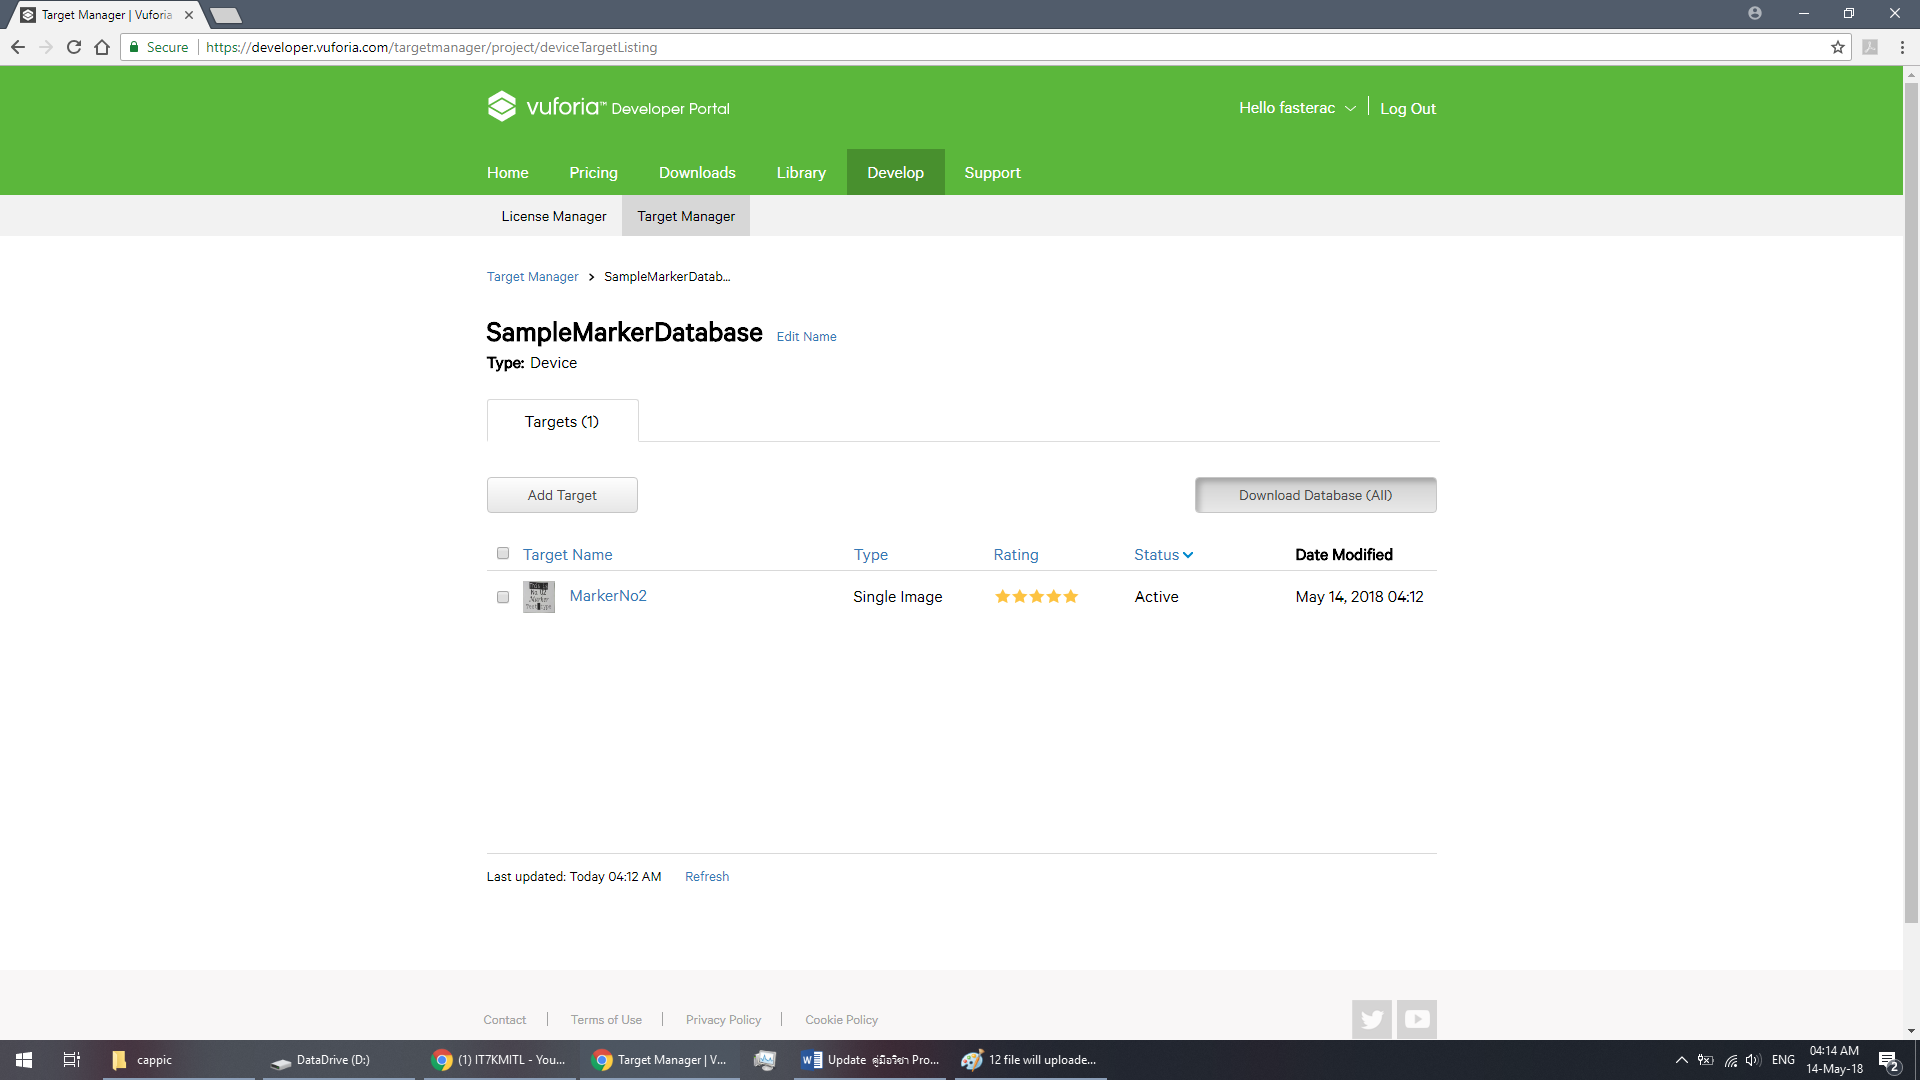 Target Manager | Vuforia
Secure https://developer.vuforia.com/targetmanager/project/deviceTargetListing
vuforia™ Developer Portal
Hello fasterac
Log Out
Home Pricing Downloads Library Develop Support
License Manager Target Manager
Target Manager > SampleMarkerDatab...
SampleMarkerDatabase Edit Name
Type: Device
Targets (1)
Add Target
Download Database (All)
Target Name Type Rating Status Date Modified
MarkerNo2 Single Image Active May 14, 2018 04:12
Last updated: Today 04:12 AM Refresh
Contact Terms of Use Privacy Policy Cookie Policy
cappic
DataDrive (D:)
(1) IT7KMITL - You...
Target Manager | V...
Update คู่มือวิชา Pro...
12 file will uploade...
ENG
04:14 AM
14-May-18
2